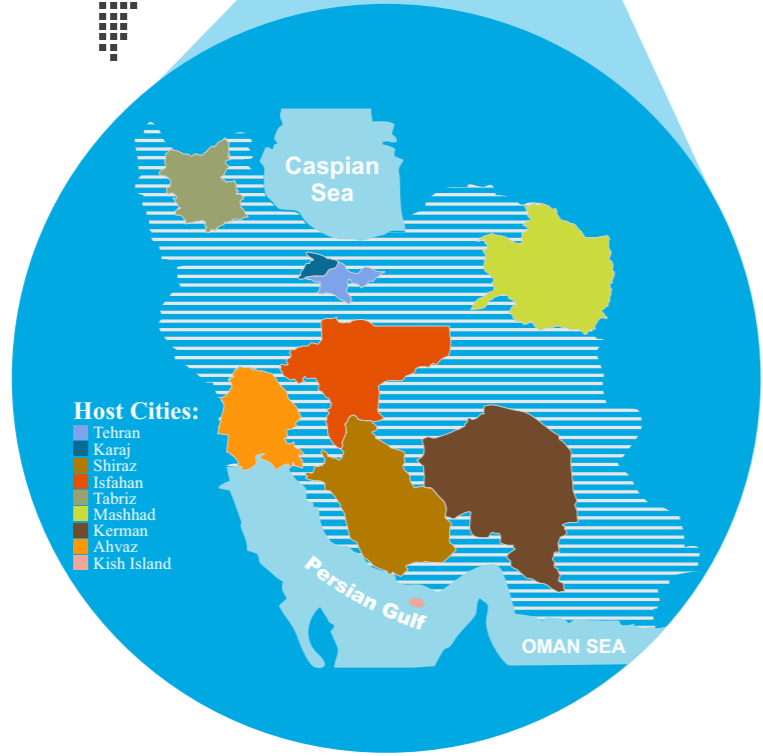 Caspian
Sea
Host Cities:
Tehran
Karaj
Shiraz
Isfahan
Tabriz
Mashhad
Kerman
Ahvaz
Kish Island
Persian Gulf
OMAN SEA